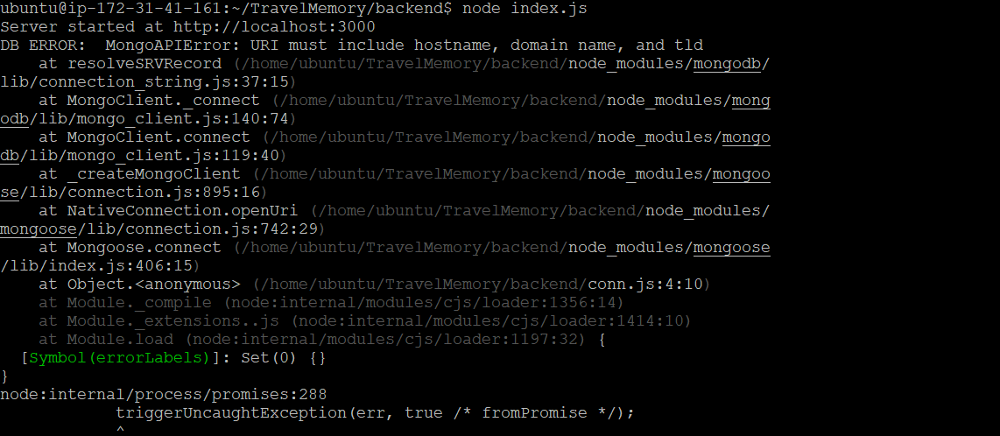 ubuntu@ip-172-31-41-161:~/TravelMemory/backend$ node index.js
Server started at http://localhost:3000
DB ERROR:  MongoAPIError: URI must include hostname, domain name, and tld
    at resolveSRVRecord (/home/ubuntu/TravelMemory/backend/node_modules/mongodb/
lib/connection_string.js:37:15)
    at MongoClient._connect (/home/ubuntu/TravelMemory/backend/node_modules/mong
odb/lib/mongo_client.js:140:74)
    at MongoClient.connect (/home/ubuntu/TravelMemory/backend/node_modules/mongo
db/lib/mongo_client.js:119:40)
    at _createMongoClient (/home/ubuntu/TravelMemory/backend/node_modules/mongoo
se/lib/connection.js:895:16)
    at NativeConnection.openUri (/home/ubuntu/TravelMemory/backend/node_modules/
mongoose/lib/connection.js:742:29)
    at Mongoose.connect (/home/ubuntu/TravelMemory/backend/node_modules/mongoose
/lib/index.js:406:15)
    at Object.<anonymous> (/home/ubuntu/TravelMemory/backend/conn.js:4:10)
    at Module._compile (node:internal/modules/cjs/loader:1356:14)
    at Module._extensions..js (node:internal/modules/cjs/loader:1414:10)
    at Module.load (node:internal/modules/cjs/loader:1197:32) {
  [Symbol(errorLabels)]: Set(0) {}
}
node:internal/process/promises:288
            triggerUncaughtException(err, true /* fromPromise */);
            ^